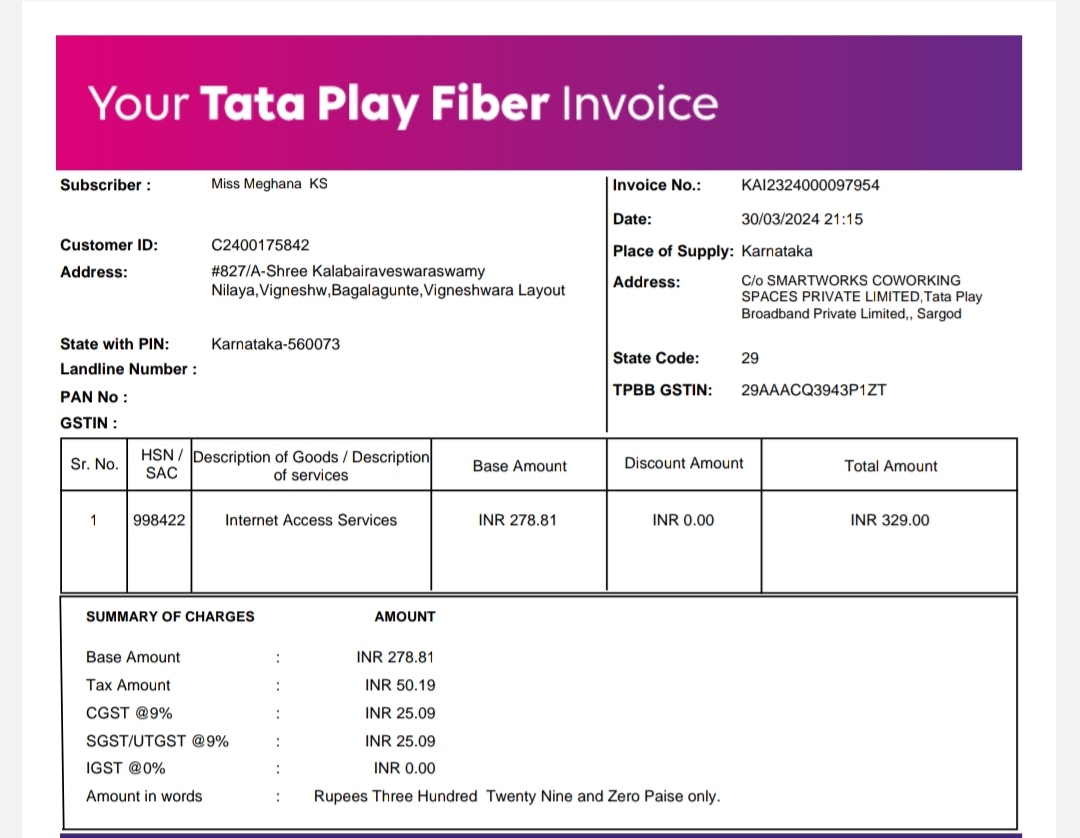 Your Tata Play Fiber Invoice
Subscriber : Miss Meghana KS
Customer ID: C2400175842
Address: #827/A-Shree Kalabairaveswaraswamy
Nilaya,Vigneshw,Bagalagunte,Vigneshwara Layout
State with PIN: Karnataka-560073
Landline Number :
PAN No :
GSTIN :
Invoice No.: KAI2324000097954
Date: 30/03/2024 21:15
Place of Supply: Karnataka
Address: C/o SMARTWORKS COWORKING
SPACES PRIVATE LIMITED,Tata Play
Broadband Private Limited,, Sargod
State Code: 29
TPBB GSTIN: 29AAACQ3943P1ZT
Sr. No. HSN / SAC Description of Goods / Description of services Base Amount Discount Amount Total Amount
1 998422 Internet Access Services INR 278.81 INR 0.00 INR 329.00
SUMMARY OF CHARGES AMOUNT
Base Amount : INR 278.81
Tax Amount : INR 50.19
CGST @9% : INR 25.09
SGST/UTGST @9% : INR 25.09
IGST @0% : INR 0.00
Amount in words : Rupees Three Hundred Twenty Nine and Zero Paise only.